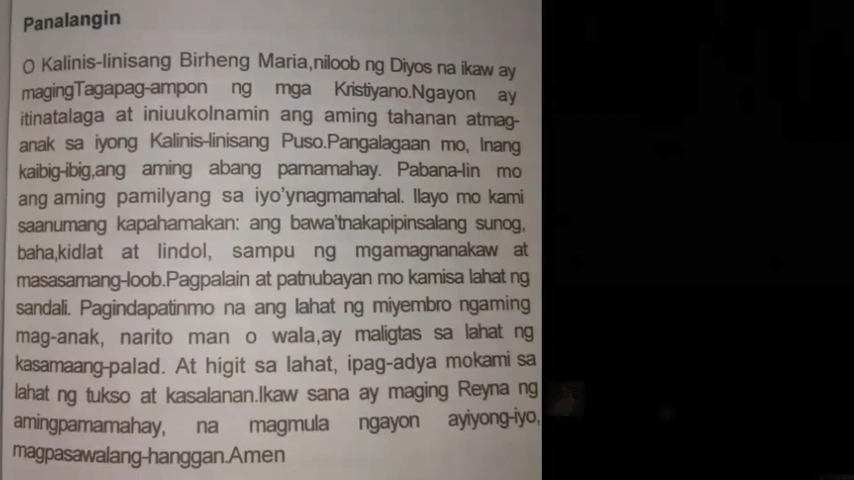 Panalangin
O Kalinis-linisang Birheng Maria,niloob ng Diyos na ikaw ay
magingTagapag-ampon ng mga Kristiyano.Ngayon ay
itinatalaga at iniuukolnamin ang aming tahanan atmag-
anak sa iyong Kalinis-linisang Puso.Pangalagaan mo, Inang
kaibig-ibig,ang aming abang pamamahay. Pabana-lin mo
ang aming pamilyang sa iyo'ynagmamahal. Ilayo mo kami
saanumang kapahamakan: ang bawa'tnakapipinsalang sunog,
baha,kidlat at lindol, sampu ng mgamagnanakaw at
masasamang-loob.Pagpalain at patnubayan mo kamisa lahat ng
sandali. Pagindapatinmo na ang lahat ng miyembro ngaming
mag-anak, narito man o wala,ay maligtas sa lahat ng
kasamaang-palad. At higit sa lahat, ipag-adya mokami sa
lahat ng tukso at kasalanan.Ikaw sana ay maging Reyna ng
amingpamamahay, na magmula ngayon ayiyong-iyo,
magpasawalang-hanggan.Amen